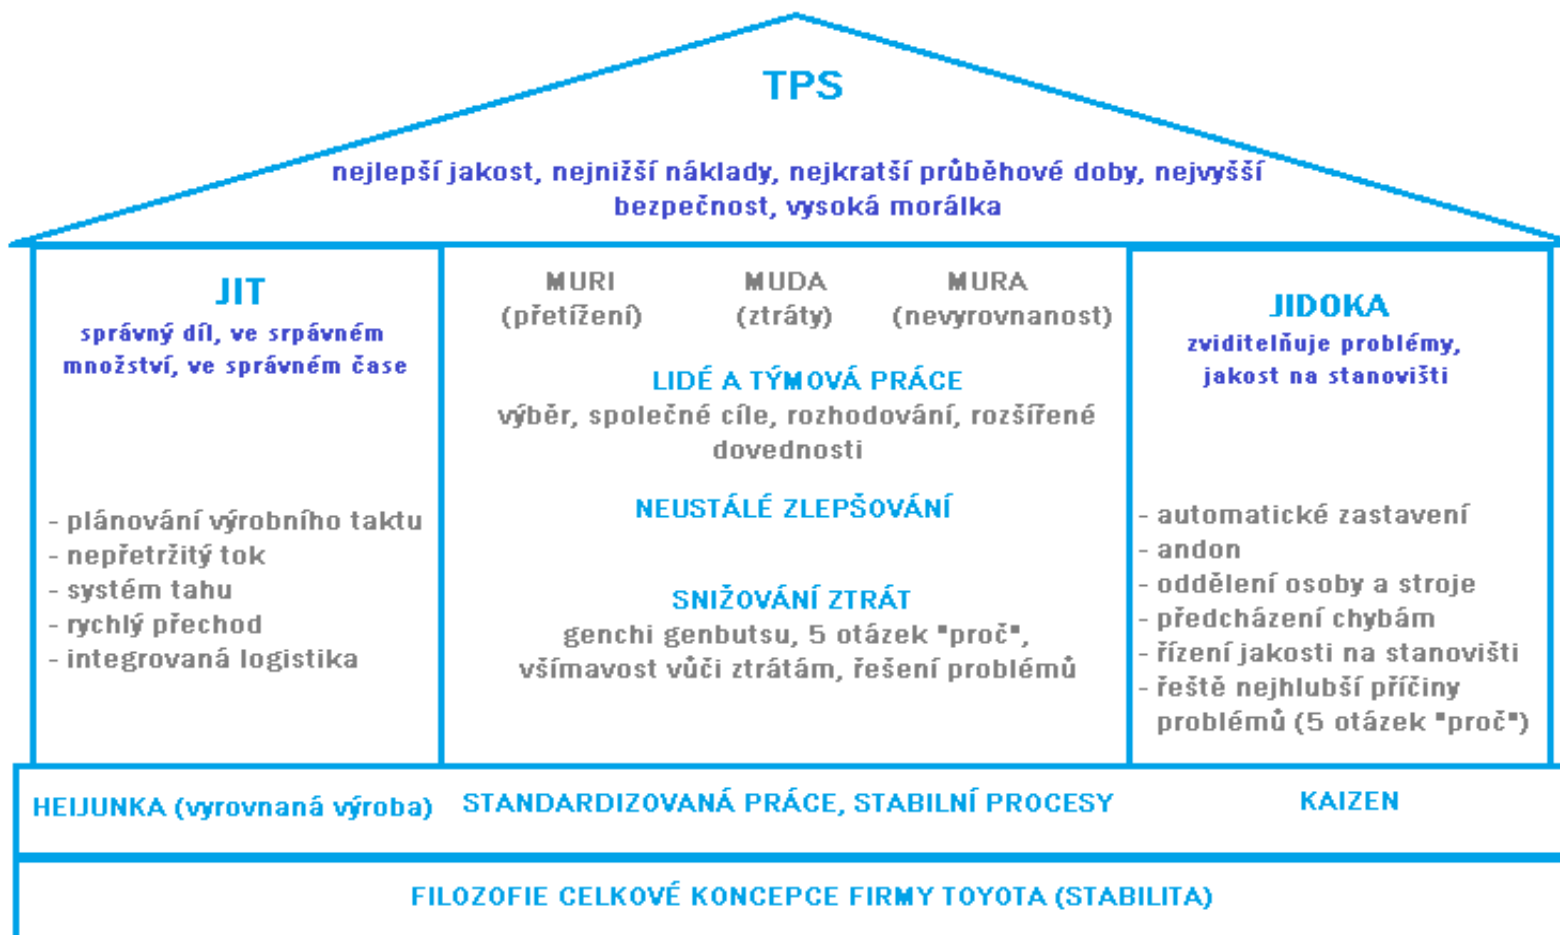 TPS
nejlepší jakost, nejnižší náklady, nejkratší průběhové doby, nejvyšší
bezpečnost, vysoká morálka
JIT
správný díl, ve srpávném
množství, ve správném čase
- plánování výrobního taktu
- nepřetržitý tok
- systém tahu
- rychlý přechod
- integrovaná logistika
MURI MUDA MURA
(přetížení) (ztráty) (nevyrovnanost)
LIDÉ A TÝMOVÁ PRÁCE
výběr, společné cíle, rozhodování, rozšířené
dovednosti
NEUSTÁLÉ ZLEPŠOVÁNÍ
SNIŽOVÁNÍ ZTRÁT
genchi genbutsu, 5 otázek "proč",
všímavost vůči ztrátám, řešení problémů
JIDOKA
zviditelňuje problémy,
jakost na stanovišti
- automatické zastavení
- andon
- oddělení osoby a stroje
- předcházení chybám
- řízení jakosti na stanovišti
- řeště nejhlubší příčiny
problémů (5 otázek "proč")
HEIJUNKA (vyrovnaná výroba) STANDARDIZOVANÁ PRÁCE, STABILNÍ PROCESY KAIZEN
FILOZOFIE CELKOVÉ KONCEPCE FIRMY TOYOTA (STABILITA)